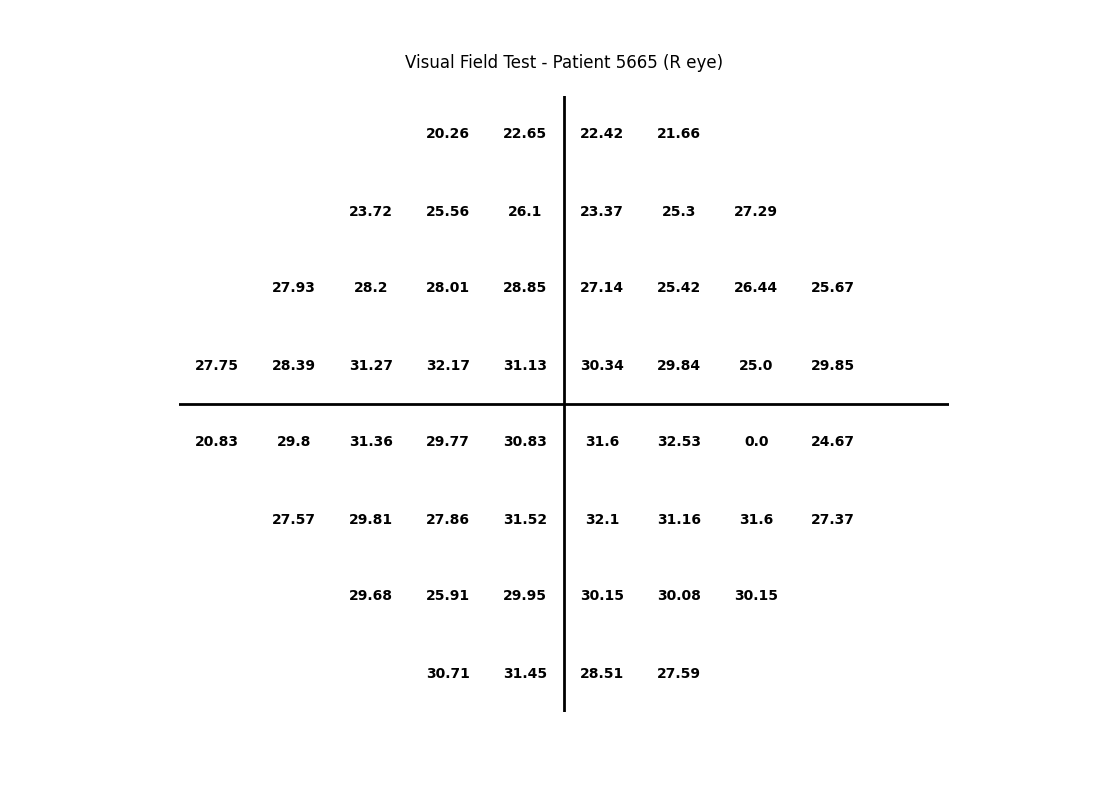 Visual Field Test - Patient 5665 (R eye)
20.26 22.65 22.42 21.66
23.72 25.56 26.1 23.37 25.3 27.29
27.93 28.2 28.01 28.85 27.14 25.42 26.44 25.67
27.75 28.39 31.27 32.17 31.13 30.34 29.84 25.0 29.85
20.83 29.8 31.36 29.77 30.83 31.6 32.53 0.0 24.67
27.57 29.81 27.86 31.52 32.1 31.16 31.6 27.37
29.68 25.91 29.95 30.15 30.08 30.15
30.71 31.45 28.51 27.59